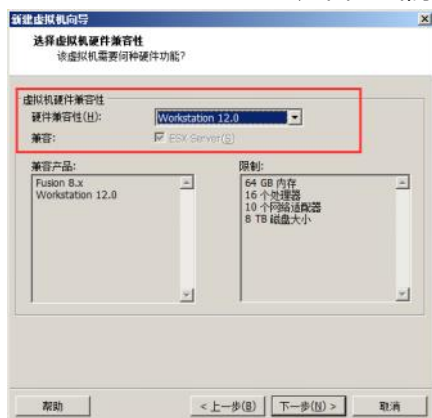 新建虚拟机向导
选择虚拟机硬件兼容性
该虚拟机需要何种硬件功能?
虚拟机硬件兼容性
硬件兼容性(H): Workstation 12.0
兼容: ESX Server(S)
兼容产品:
Fusion 8.x
Workstation 12.0
限制:
64 GB 内存
16 个处理器
10 个网络适配器
8 TB 磁盘大小
帮助 < 上一步(B) 下一步(N) > 取消